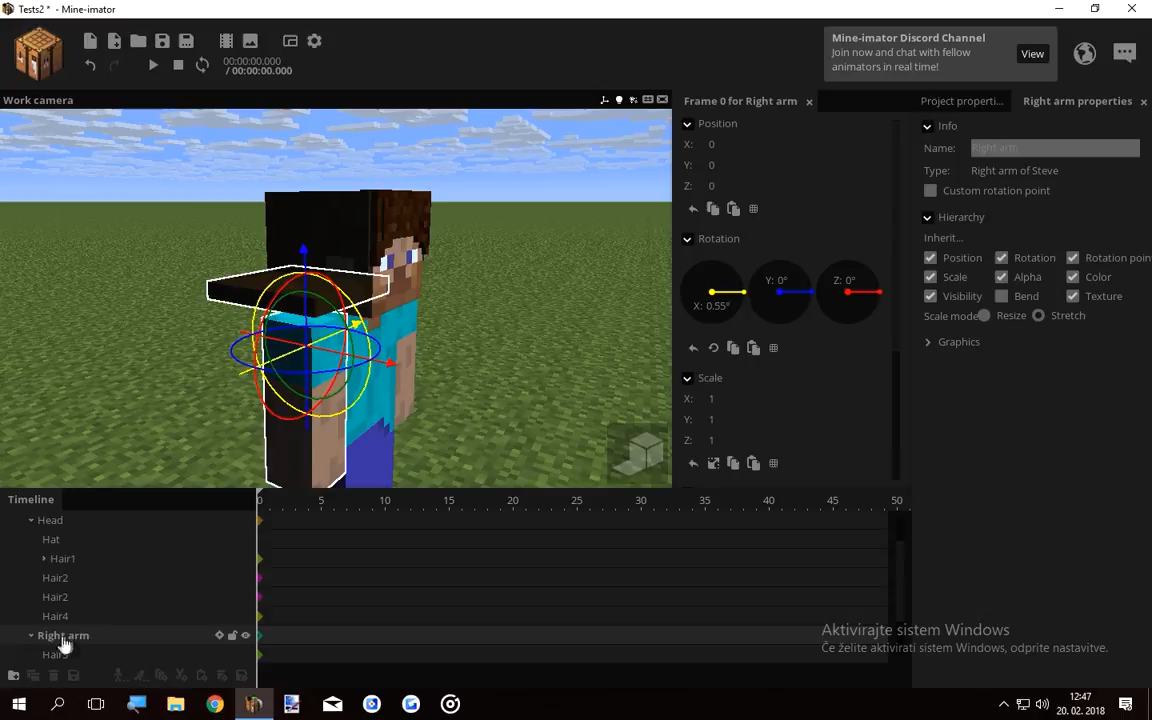 Tests2 * - Mine-imator
00:00:00.000
/ 00:00:00.000
Mine-imator Discord Channel
Join now and chat with fellow
animators in real time!
View
Work camera
Frame 0 for Right arm
Project properti...
Right arm properties
Position
X: 0
Y: 0
Z: 0
Rotation
X: 0.55°
Y: 0°
Z: 0°
Scale
X: 1
Y: 1
Z: 1
Info
Name: Right arm
Type: Right arm of Steve
Custom rotation point
Hierarchy
Inherit...
Position Rotation Rotation poin
Scale Alpha Color
Visibility Bend Texture
Scale mode Resize Stretch
Graphics
Timeline
0 5 10 15 20 25 30 35 40 45 50
Head
Hat
Hair1
Hair2
Hair2
Hair4
Right arm
Aktivirajte sistem Windows
Če želite aktivirati sistem Windows, odprite nastavitve.
12:47
20. 02. 2018